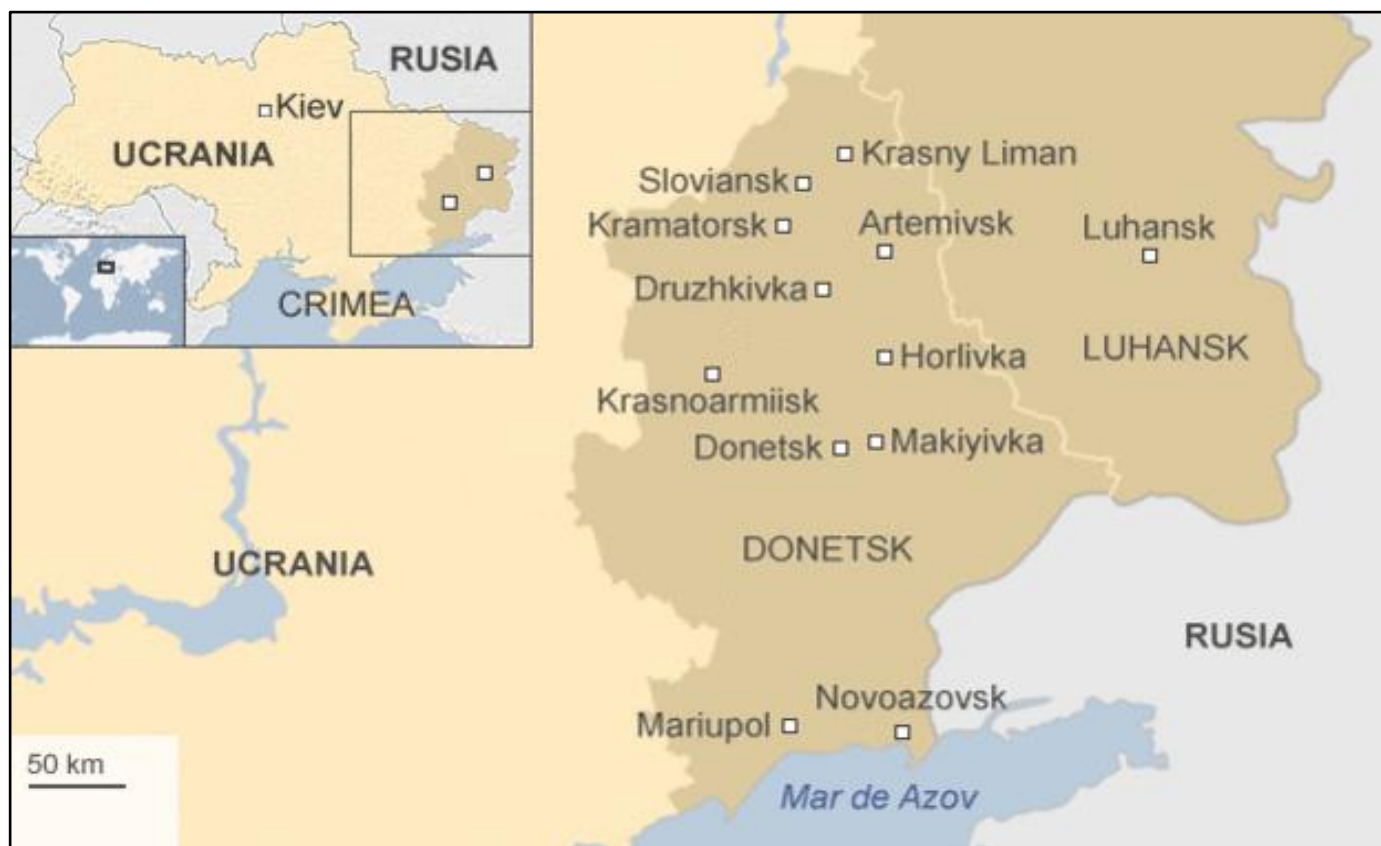 RUSIA
Kiev
UCRANIA
CRIMEA
Krasny Liman
Sloviansk
Kramatorsk
Artemivsk
Luhansk
Druzhkivka
Horlivka
LUHANSK
Krasnoarmiisk
Donetsk
Makiyivka
DONETSK
UCRANIA
RUSIA
Novoazovsk
Mariupol
50 km
Mar de Azov